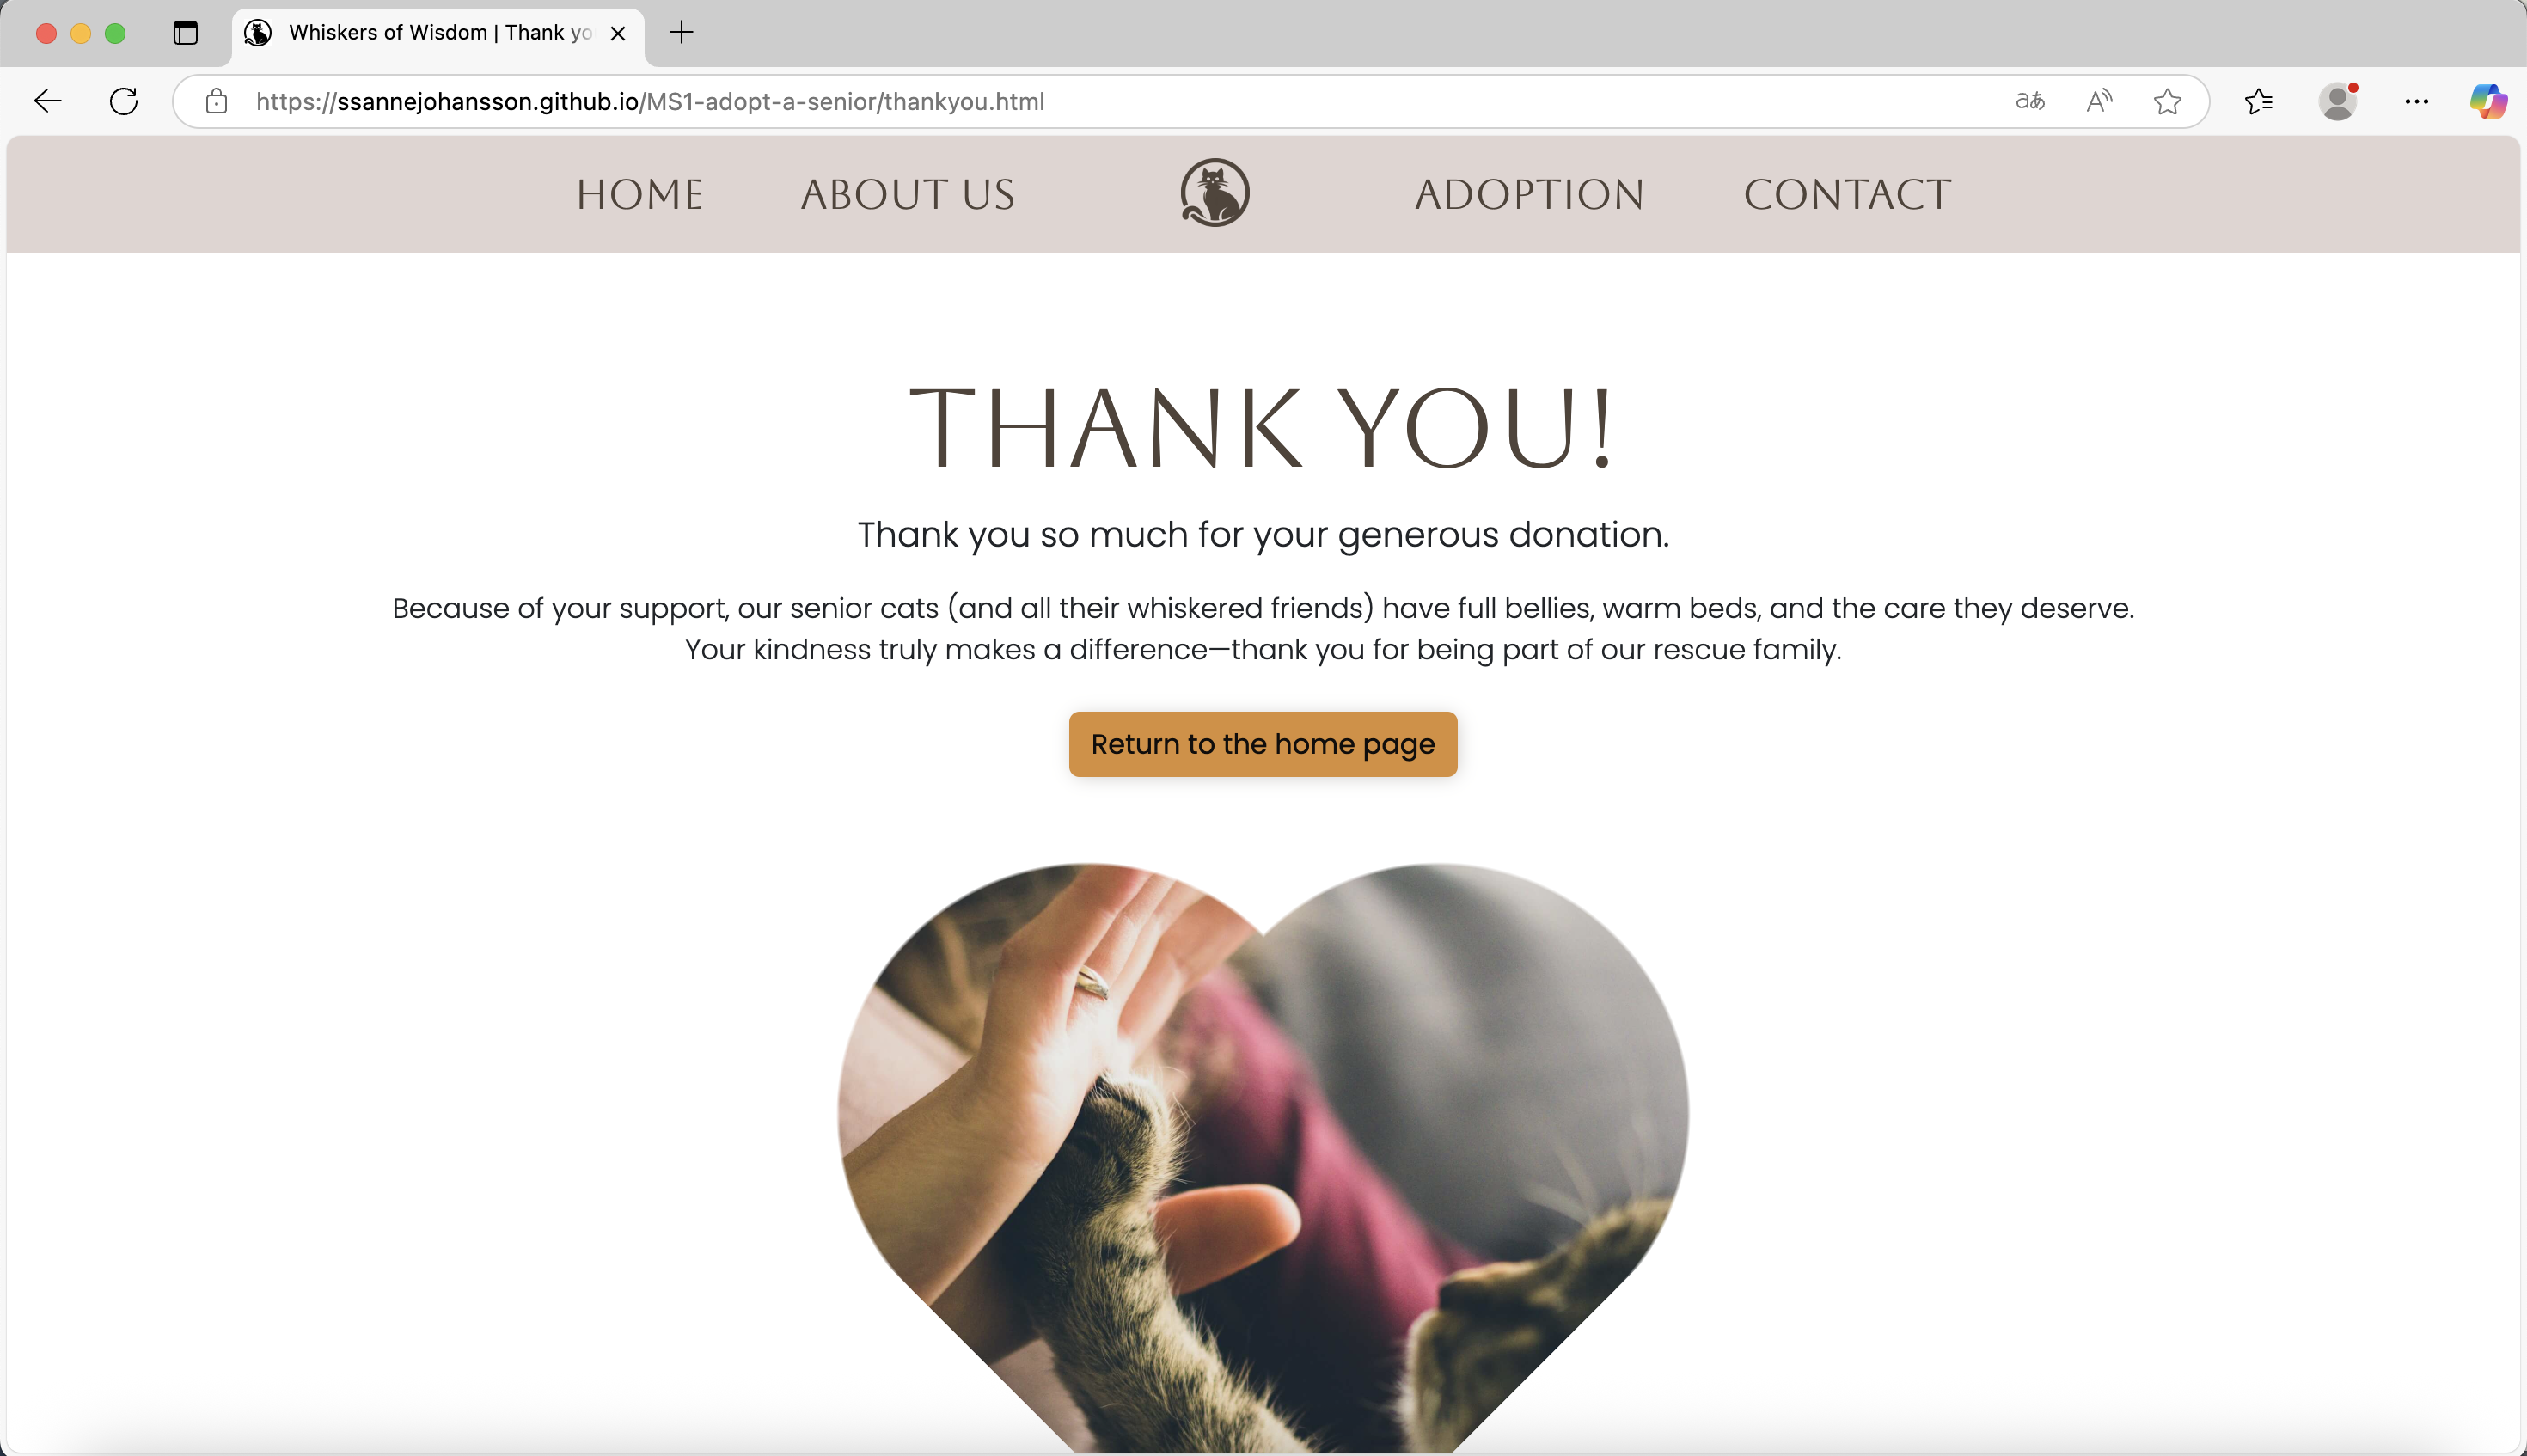 Whiskers of Wisdom | Thank yo
https://ssannejohansson.github.io/MS1-adopt-a-senior/thankyou.html
aあ A
HOME ABOUT US ADOPTION CONTACT
THANK YOU!
Thank you so much for your generous donation.
Because of your support, our senior cats (and all their whiskered friends) have full bellies, warm beds, and the care they deserve.
Your kindness truly makes a difference—thank you for being part of our rescue family.
Return to the home page